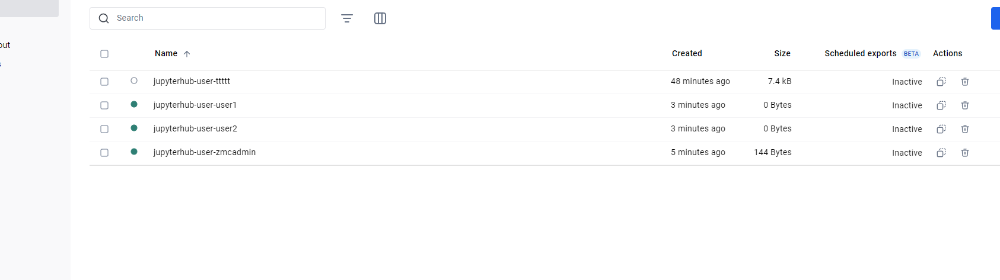 Search
out
s
Name Created Size Scheduled exports BETA Actions
jupyterhub-user-ttttt 48 minutes ago 7.4 kB Inactive
jupyterhub-user-user1 3 minutes ago 0 Bytes Inactive
jupyterhub-user-user2 3 minutes ago 0 Bytes Inactive
jupyterhub-user-zmcadmin 5 minutes ago 144 Bytes Inactive